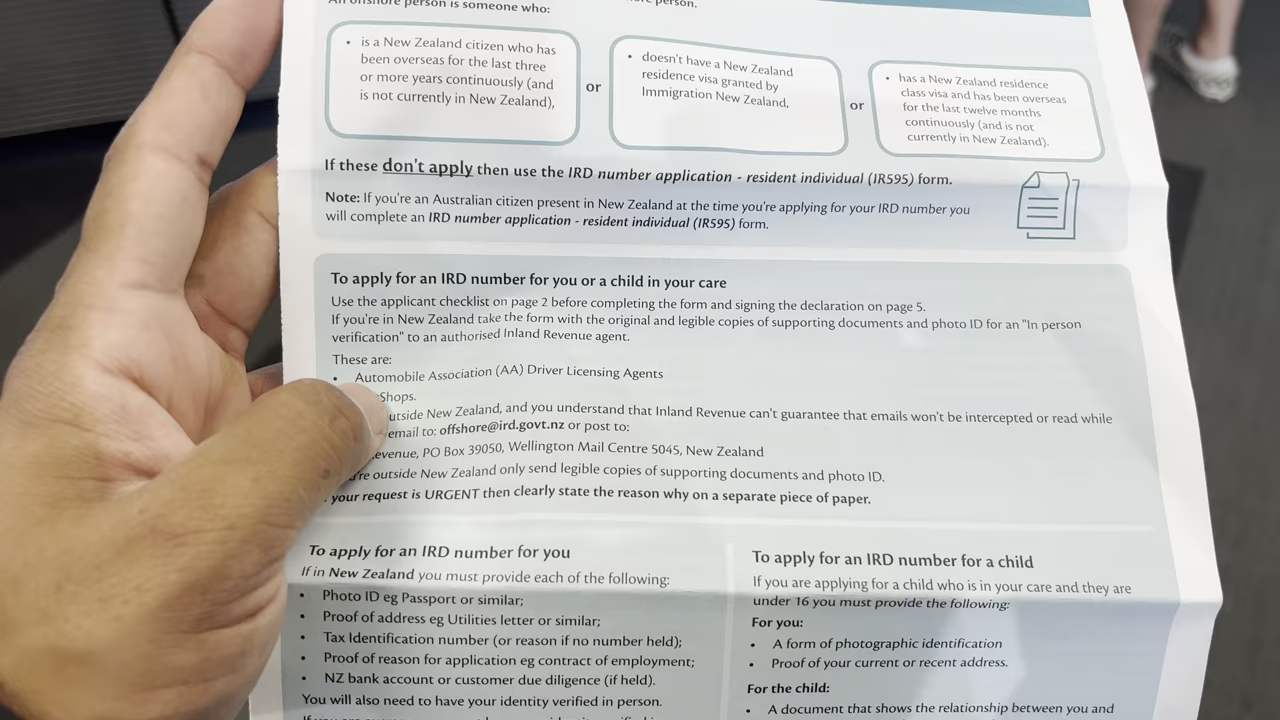 An offshore person is someone who:
person.
• is a New Zealand citizen who has
been overseas for the last three
or more years continuously (and
is not currently in New Zealand),
or
• doesn't have a New Zealand
residence visa granted by
Immigration New Zealand,
or
• has a New Zealand residence
class visa and has been overseas
for the last twelve months
continuously (and is not
currently in New Zealand).
If these don't apply then use the IRD number application - resident individual (IR595) form.
Note: If you're an Australian citizen present in New Zealand at the time you're applying for your IRD number you
will complete an IRD number application - resident individual (IR595) form.
To apply for an IRD number for you or a child in your care
Use the applicant checklist on page 2 before completing the form and signing the declaration on page 5.
If you're in New Zealand take the form with the original and legible copies of supporting documents and photo ID for an "In person
verification" to an authorised Inland Revenue agent.
These are:
• Automobile Association (AA) Driver Licensing Agents
Shops.
outside New Zealand, and you understand that Inland Revenue can't guarantee that emails won't be intercepted or read while
email to: offshore@ird.govt.nz or post to:
evenue, PO Box 39050, Wellington Mail Centre 5045, New Zealand
're outside New Zealand only send legible copies of supporting documents and photo ID.
your request is URGENT then clearly state the reason why on a separate piece of paper.
To apply for an IRD number for you
If in New Zealand you must provide each of the following:
• Photo ID eg Passport or similar;
• Proof of address eg Utilities letter or similar;
• Tax Identification number (or reason if no number held);
• Proof of reason for application eg contract of employment;
• NZ bank account or customer due diligence (if held).
You will also need to have your identity verified in person.
To apply for an IRD number for a child
If you are applying for a child who is in your care and they are
under 16 you must provide the following:
For you:
• A form of photographic identification
• Proof of your current or recent address.
For the child:
• A document that shows the relationship between you and